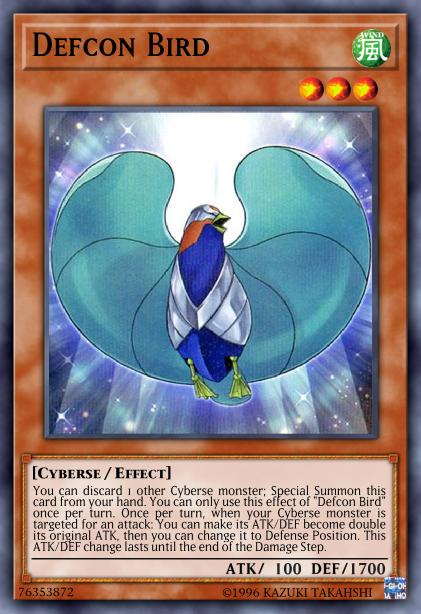 DEFCON BIRD
WIND
風
[CYBERSE / EFFECT]
You can discard 1 other Cyberse monster; Special Summon this
card from your hand. You can only use this effect of "Defcon Bird"
once per turn. Once per turn, when your Cyberse monster is
targeted for an attack: You can make its ATK/DEF become double
its original ATK, then you can change it to Defense Position. This
ATK/DEF change lasts until the end of the Damage Step.
ATK/ 100 DEF/1700
76353872
©1996 KAZUKI TAKAHSHI